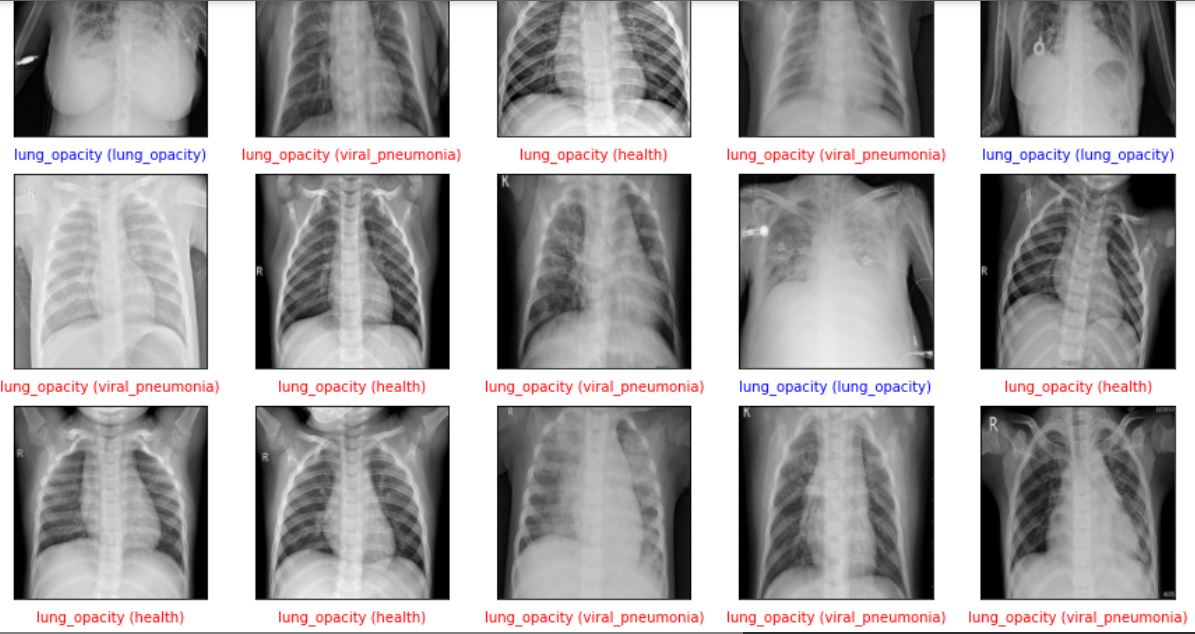 lung_opacity (lung_opacity) lung_opacity (viral_pneumonia) lung_opacity (health) lung_opacity (viral_pneumonia) lung_opacity (lung_opacity)
R
K
R
R
lung_opacity (viral_pneumonia) lung_opacity (health) lung_opacity (viral_pneumonia) lung_opacity (lung_opacity) lung_opacity (health)
R
R
R
K
R
lung_opacity (health) lung_opacity (health) lung_opacity (viral_pneumonia) lung_opacity (viral_pneumonia) lung_opacity (viral_pneumonia)